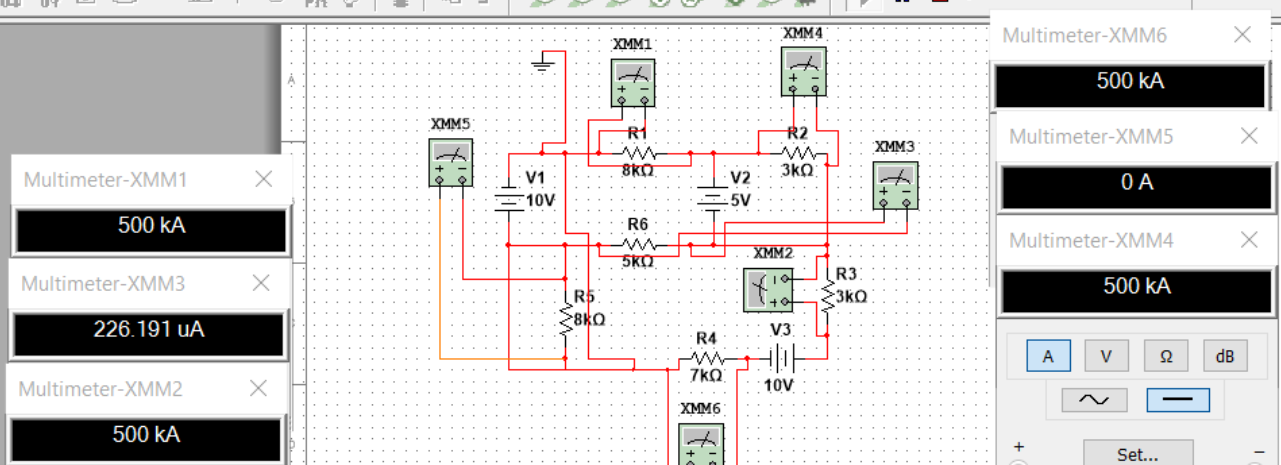 XMM4
Multimeter-XMM6
XMM1
500 kA
XMM5
R1
R2
Multimeter-XMM5
XMM3
0 A
8kΩ
3kΩ
Multimeter-XMM1
V1
V2
10V
5V
500 kA
R6
Multimeter-XMM4
XMM2
5kΩ
500 kA
Multimeter-XMM3
R3
3kΩ
R5
226.191 uA
8kΩ
V3
R4
A
V
Ω
dB
7kΩ
10V
Multimeter-XMM2
XMM6
500 kA
Set...